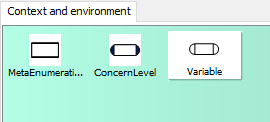 Context and environment
MetaEnumerati... ConcernLevel Variable